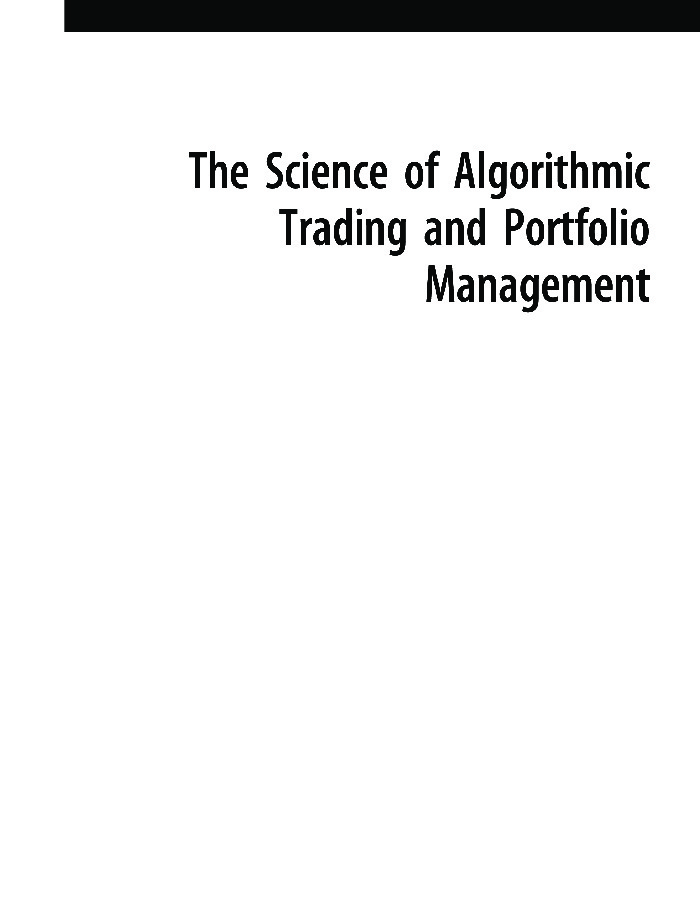 The Science of Algorithmic
Trading and Portfolio
Management